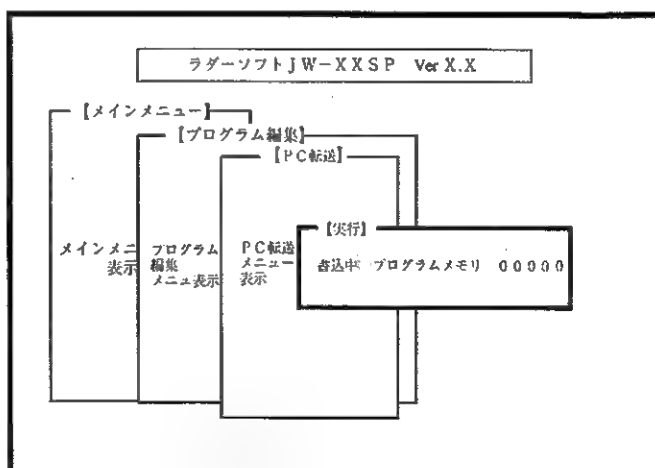 ラダーソフトJW-XXSP Ver X.X
【メインメニュー】
【プログラム編集】
【PC転送】
【実行】
書込中 プログラムメモリ 00000
メインメニ
表示
プログラム
編集
メニュ表示
PC転送
メニュー
表示